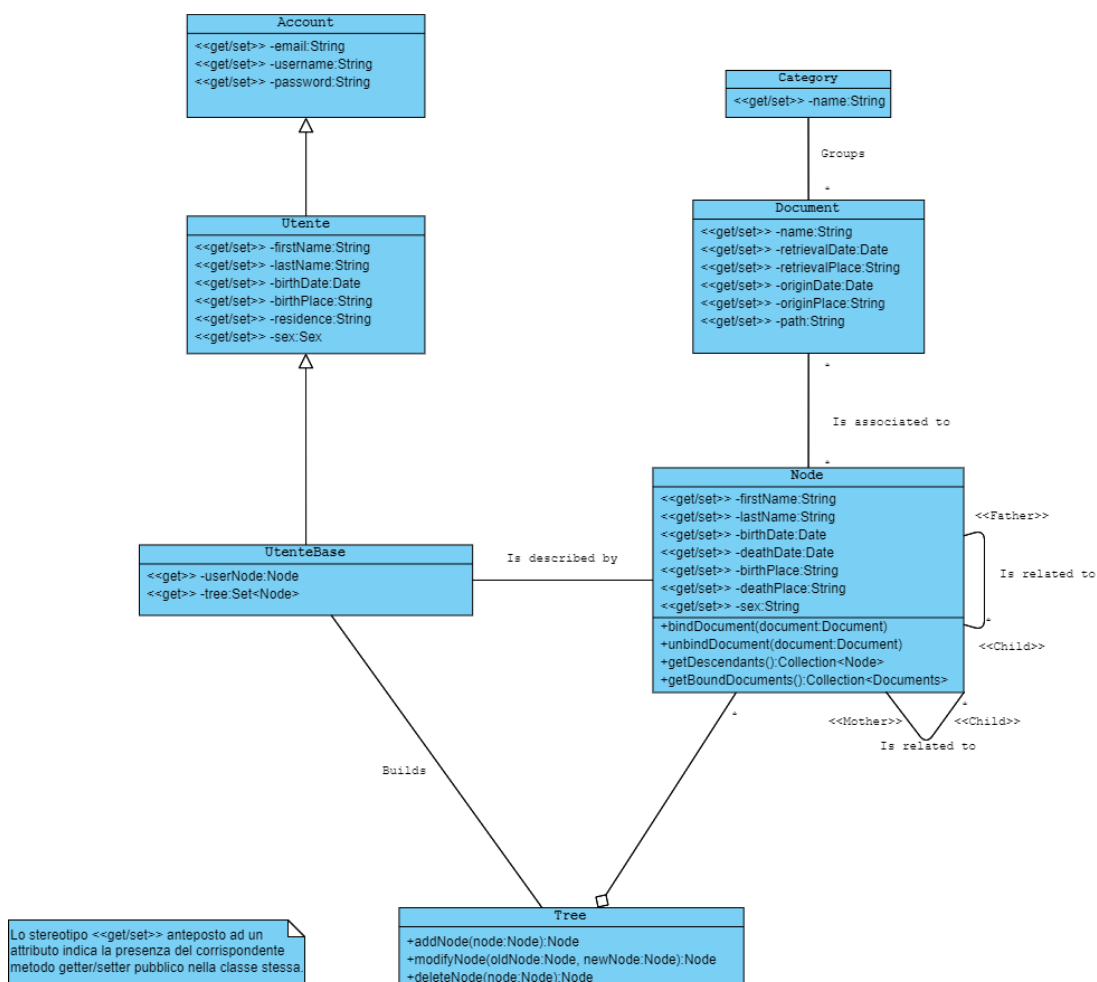 Account
<<get/set>> -email:String
<<get/set>> -username:String
<<get/set>> -password:String
Category
<<get/set>> -name:String
Groups
*
Utente
<<get/set>> -firstName:String
<<get/set>> -lastName:String
<<get/set>> -birthDate:Date
<<get/set>> -birthPlace:String
<<get/set>> -residence:String
<<get/set>> -sex:Sex
Document
<<get/set>> -name:String
<<get/set>> -retrievalDate:Date
<<get/set>> -retrievalPlace:String
<<get/set>> -originDate:Date
<<get/set>> -originPlace:String
<<get/set>> -path:String
*
Is associated to
*
UtenteBase
<<get>> -userNode:Node
<<get>> -tree:Set<Node>
Is described by
Node
<<get/set>> -firstName:String
<<get/set>> -lastName:String
<<get/set>> -birthDate:Date
<<get/set>> -deathDate:Date
<<get/set>> -birthPlace:String
<<get/set>> -deathPlace:String
<<get/set>> -sex:String
+bindDocument(document:Document)
+unbindDocument(document:Document)
+getDescendants():Collection<Node>
+getBoundDocuments():Collection<Documents>
<<Father>>
Is related to
*
<<Child>>
*
<<Mother>>
<<Child>>
Is related to
*
Builds
Tree
+addNode(node:Node):Node
+modifyNode(oldNode:Node, newNode:Node):Node
+deleteNode(node:Node):Node
Lo stereotipo <<get/set>> anteposto ad un
attributo indica la presenza del corrispondente
metodo getter/setter pubblico nella classe stessa.